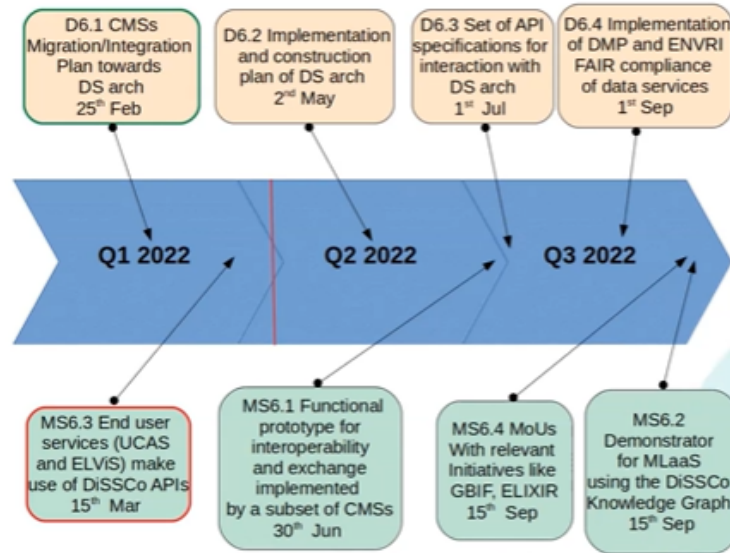 D6.1 CMSs
Migration/Integration
Plan towards
DS arch
25th Feb
D6.2 Implementation
and construction
plan of DS arch
2nd May
D6.3 Set of API
specifications for
interaction with
DS arch
1st Jul
D6.4 Implementation
of DMP and ENVRI
FAIR compliance
of data services
1st Sep
Q1 2022
Q2 2022
Q3 2022
MS6.3 End user
services (UCAS
and ELViS) make
use of DiSSCo APIs
15th Mar
MS6.1 Functional
prototype for
interoperability
and exchange
implemented
by a subset of CMSs
30th Jun
MS6.4 MoUs
With relevant
Initiatives like
GBIF, ELIXIR
15th Sep
MS6.2
Demonstrator
for MLaaS
using the DiSSCo
Knowledge Graph
15th Sep